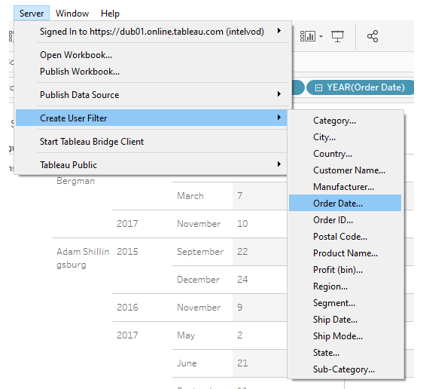 Server Window Help
Signed In to https://dub01.online.tableau.com (intelvod)
Open Workbook...
Publish Workbook...
Publish Data Source
YEAR(Order Date)
Create User Filter
Start Tableau Bridge Client
Tableau Public
Category...
City...
Country...
Customer Name...
Manufacturer...
Order Date...
Order ID...
Postal Code...
Product Name...
Profit (bin)...
Region...
Segment...
Ship Date...
Ship Mode...
State...
Sub-Category...
Bergman
March 7
2017 November 10
Adam Shillin 2015 September 22
gsburg
December 24
2016 November 9
2017 May 2
June 21